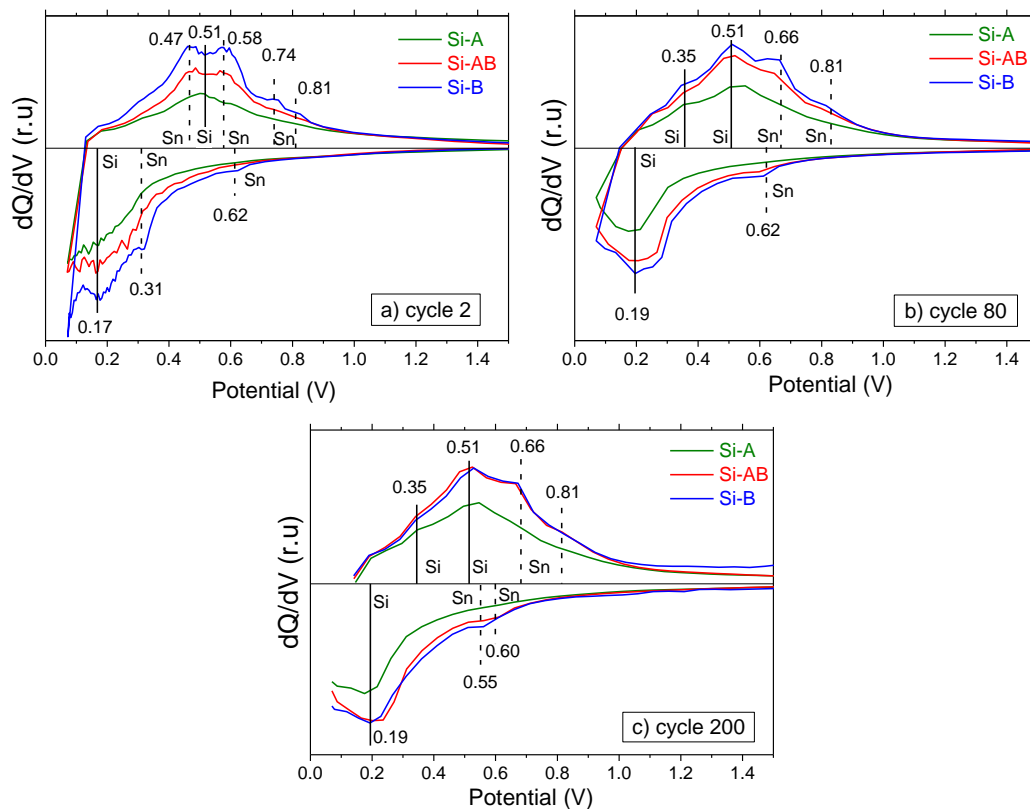 0.47
0.51
0.58
0.74
0.81
Si-A
Si-AB
Si-B
Sn
Si
Sn
Sn
Sn
Si
Sn
Sn
0.62
0.31
0.17
a) cycle 2
dQ/dV (r.u)
0.0 0.2 0.4 0.6 0.8 1.0 1.2 1.4
Potential (V)
0.35
0.51
0.66
0.81
Si-A
Si-AB
Si-B
Si
Si
Sn
Sn
Si
0.62
0.19
b) cycle 80
dQ/dV (r.u)
0.0 0.2 0.4 0.6 0.8 1.0 1.2 1.4
Potential (V)
0.35
0.51
0.66
0.81
Si-A
Si-AB
Si-B
Si
Si
Sn
Si
Sn
Sn
0.60
0.55
0.19
c) cycle 200
dQ/dV (r.u)
0.0 0.2 0.4 0.6 0.8 1.0 1.2 1.4
Potential (V)